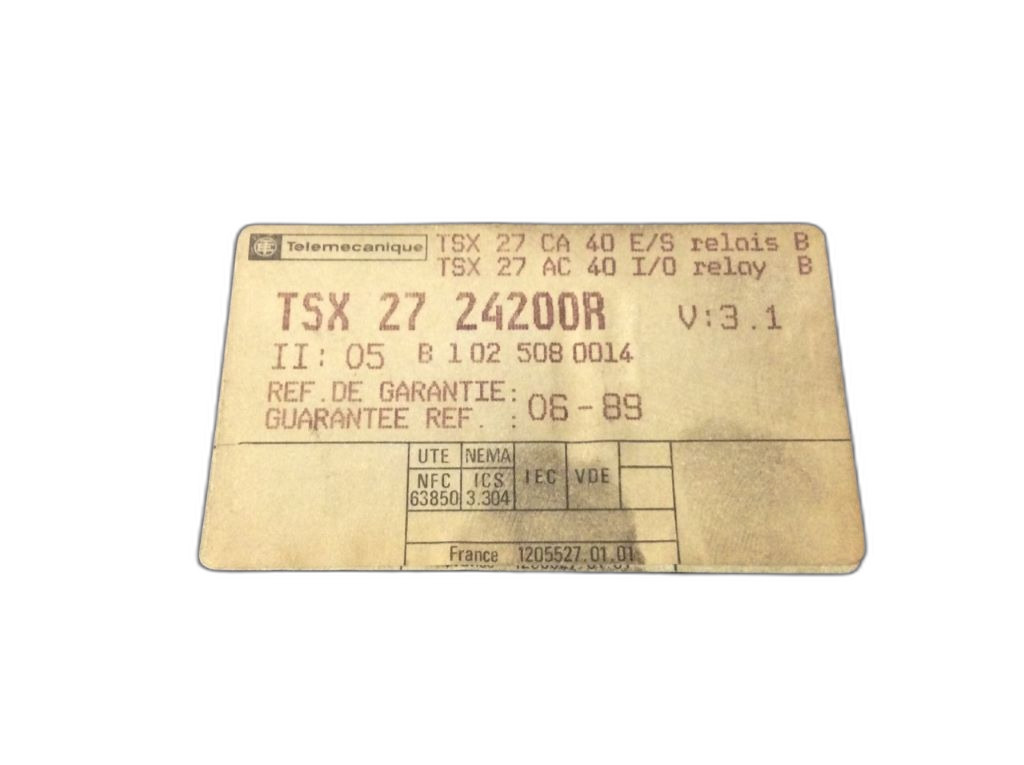 Telemecanique TSX 27 CA 40 E/S relais B
TSX 27 AC 40 I/O relay B
TSX 27 24200R V:3.1
II: 05 B 1 02 508 0014
REF.DE GARANTIE:
GUARANTEE REF. : 06-89
UTE NEMA IEC VDE
NFC ICS
63850 3.304
France 1205527.01.01